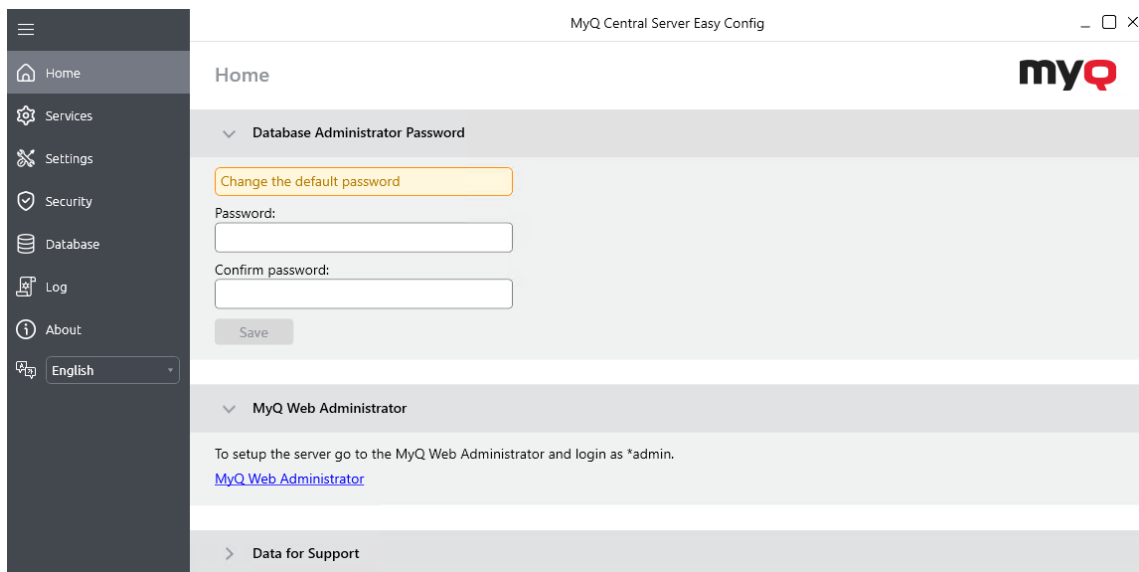 MyQ Central Server Easy Config
Home
Services
Settings
Security
Database
Log
About
English
Home
myQ
Database Administrator Password
Change the default password
Password:
Confirm password:
Save
MyQ Web Administrator
To setup the server go to the MyQ Web Administrator and login as *admin.
MyQ Web Administrator
Data for Support